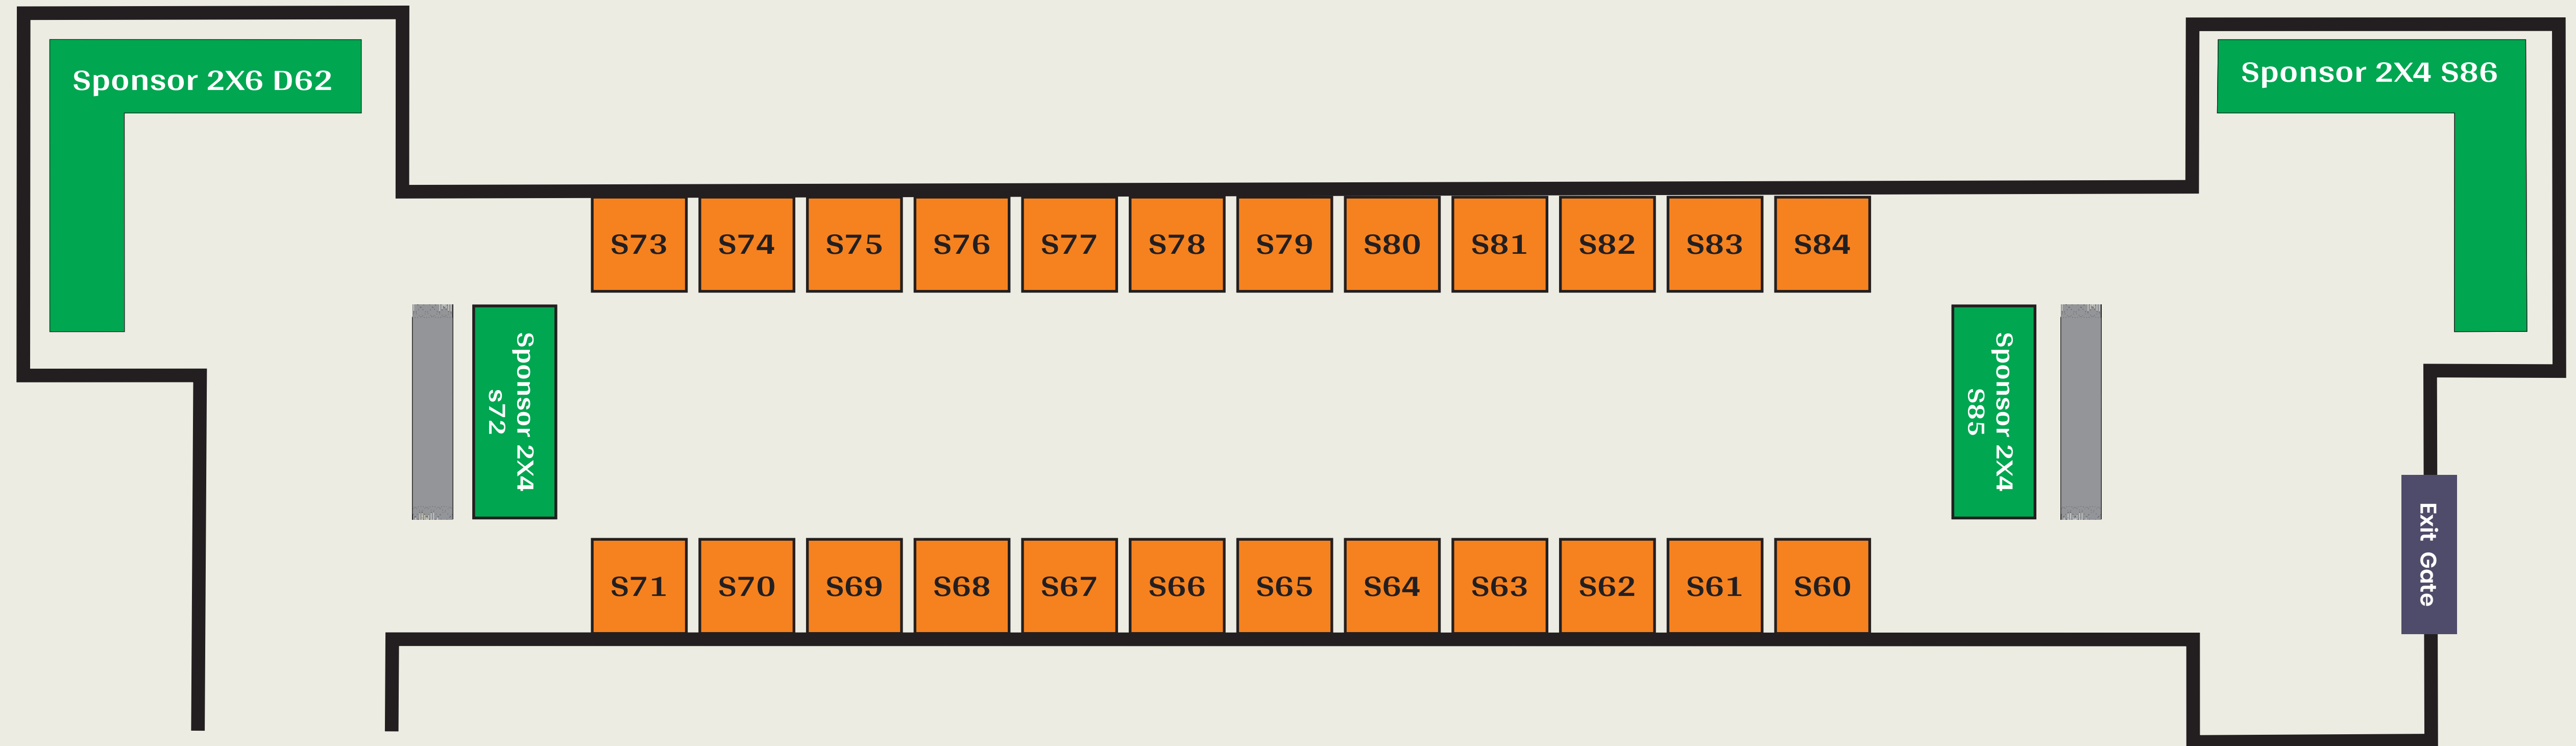 Sponsor 2X6 D62
Sponsor 2X4 S86
S73
S74
S75
S76
S77
S78
S79
S80
S81
S82
S83
S84
Sponsor 2X4
s72
Sponsor 2X4
S85
Exit Gate
S71
S70
S69
S68
S67
S66
S65
S64
S63
S62
S61
S60